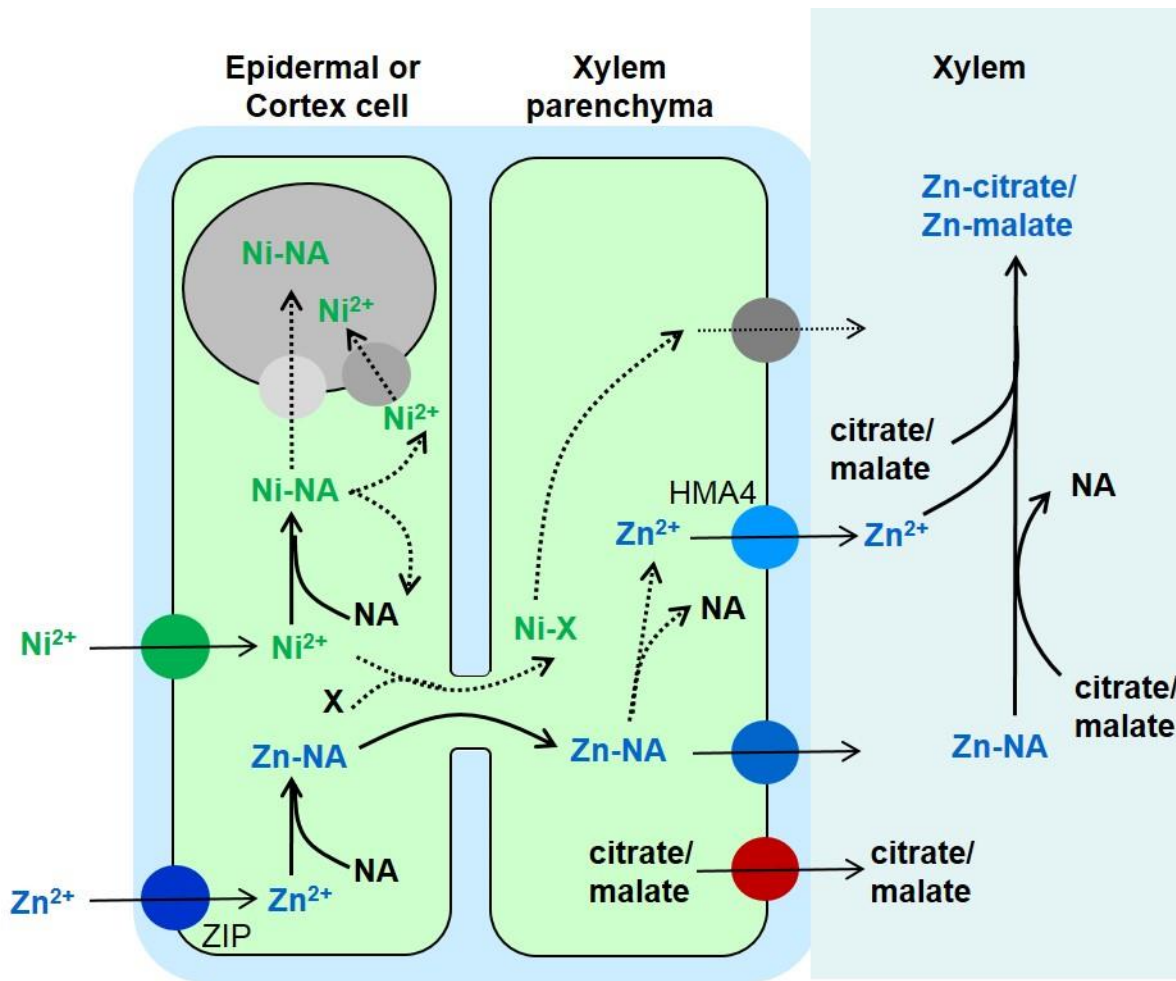 Epidermal or
Cortex cell
Xylem
parenchyma
Xylem
Zn-citrate/
Zn-malate
Ni-NA
Ni²⁺
Ni²⁺
citrate/
malate
Ni-NA
HMA4
NA
Zn²⁺
Zn²⁺
NA
NA
Ni-X
Ni²⁺
Ni²⁺
X
citrate/
malate
Zn-NA
Zn-NA
Zn-NA
NA
citrate/
malate
citrate/
malate
Zn²⁺
Zn²⁺
ZIP